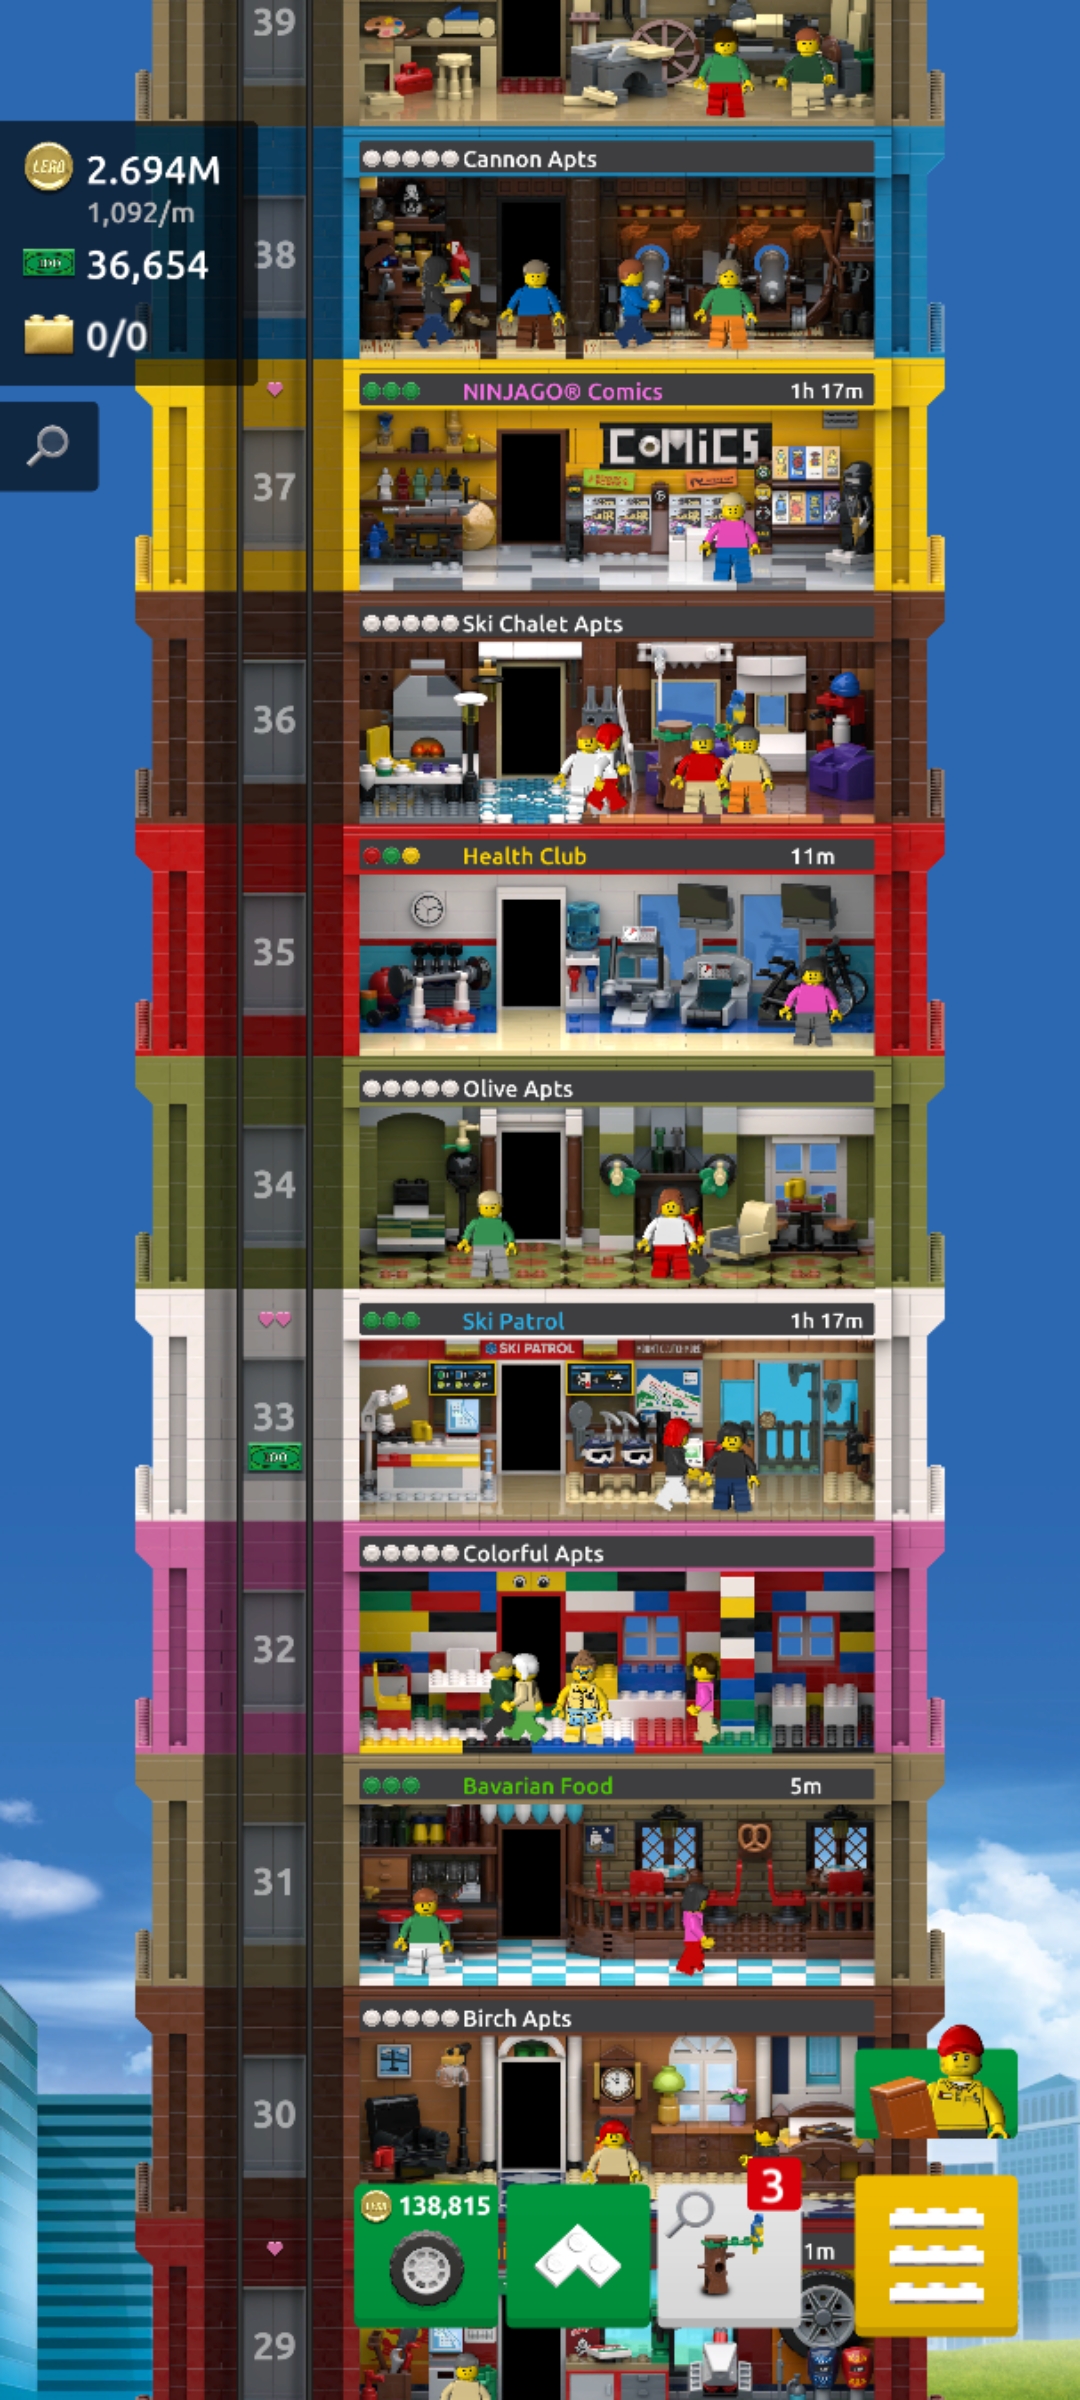 39
LEGO 2.694M
1,092/m
100 36,654
0/0
Cannon Apts
38
NINJAGO® Comics 1h 17m
COMiCS
37
Ski Chalet Apts
36
Health Club 11m
35
Olive Apts
34
Ski Patrol 1h 17m
SKI PATROL
33
100
Colorful Apts
32
Bavarian Food 5m
31
Birch Apts
30
138,815
3
1m
29